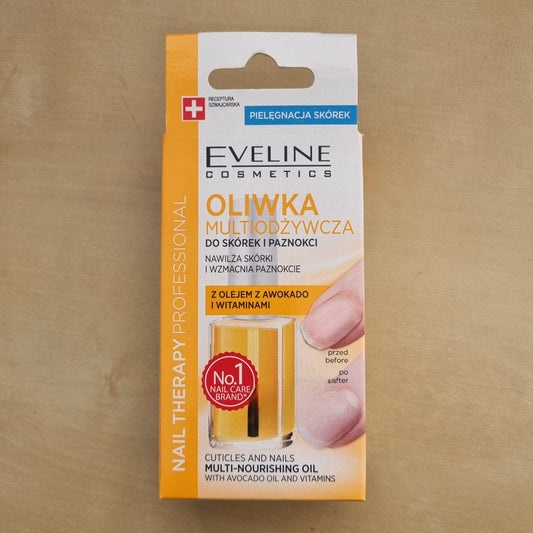 RECEPTURA
SZWAJCARSKA
PIELĘGNACJA SKÓREK
EVELINE
COSMETICS
OLIWKA
MULTIODŻYWCZA
DO SKÓREK I PAZNOKCI
NAWILŻA SKÓRKI
I WZMACNIA PAZNOKCIE
Z OLEJEM Z AWOKADO
I WITAMINAMI
przed
before
po
after
No.1
NAIL CARE
BRAND*
CUTICLES AND NAILS
MULTI-NOURISHING OIL
WITH AVOCADO OIL AND VITAMINS
NAIL THERAPY PROFESSIONAL